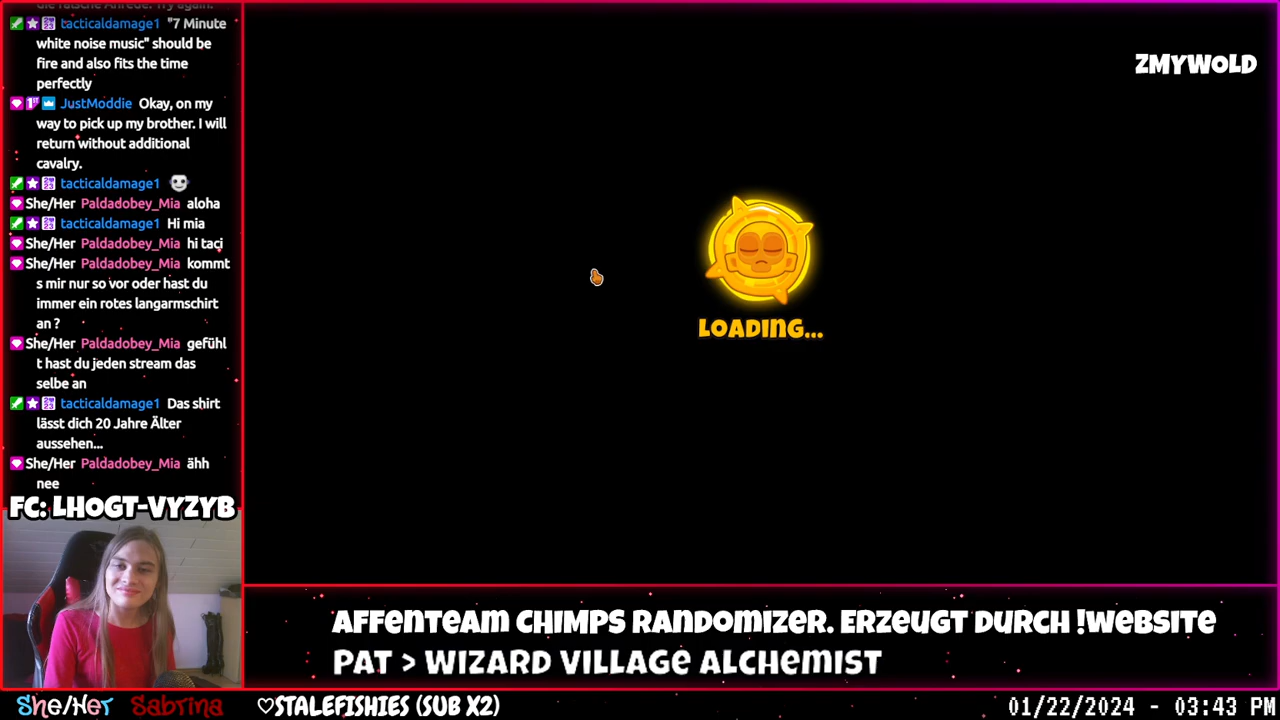 tacticaldamage1 "7 Minute
white noise music" should be
fire and also fits the time
perfectly
JustModdie Okay, on my
way to pick up my brother. I will
return without additional
cavalry.
tacticaldamage1
She/Her Paldadobey_Mia aloha
tacticaldamage1 Hi mia
She/Her Paldadobey_Mia hi taci
She/Her Paldadobey_Mia kommt
s mir nur so vor oder hast du
immer ein rotes langarmschirt
an ?
She/Her Paldadobey_Mia gefühl
t hast du jeden stream das
selbe an
tacticaldamage1 Das shirt
lässt dich 20 Jahre Älter
aussehen...
She/Her Paldadobey_Mia ähh
nee
FC: LHOGT-VYZYB
ZMYWOLD
LOADING...
AFFENTEAM CHIMPS RANDOMIZER. ERZEUGT DURCH !WEBSITE
PAT > WIZARD VILLAGE ALCHEMIST
She/Her Sabrina
♡STALEFISHIES (SUB X2)
01/22/2024 - 03:43 PM